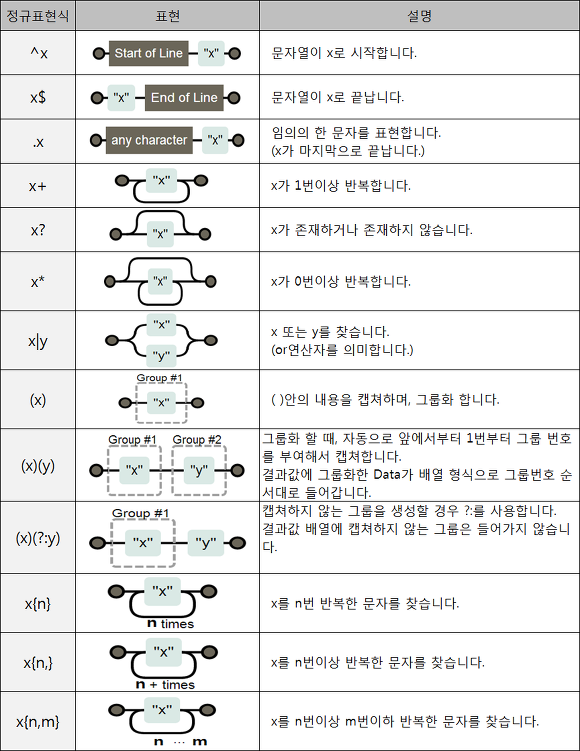 정규표현식 표현 설명
^x Start of Line "x" 문자열이 x로 시작합니다.
x$ "x" End of Line 문자열이 x로 끝납니다.
.x any character "x" 임의의 한 문자를 표현합니다.
(x가 마지막으로 끝납니다.)
x+ "x" x가 1번이상 반복합니다.
x? "x" x가 존재하거나 존재하지 않습니다.
x* "x" x가 0번이상 반복합니다.
x|y "x" "y" x 또는 y를 찾습니다.
(or연산자를 의미합니다.)
(x) Group #1 "x" ( )안의 내용을 캡쳐하며, 그룹화 합니다.
(x)(y) Group #1 "x" Group #2 "y" 그룹화 할 때, 자동으로 앞에서부터 1번부터 그룹 번호
를 부여해서 캡쳐합니다.
결과값에 그룹화한 Data가 배열 형식으로 그룹번호 순
서대로 들어갑니다.
(x)(?:y) Group #1 "x" "y" 캡쳐하지 않는 그룹을 생성할 경우 ?:를 사용합니다.
결과값 배열에 캡쳐하지 않는 그룹은 들어가지 않습니
다.
x{n} "x" n times x를 n번 반복한 문자를 찾습니다.
x{n,} "x" n + times x를 n번이상 반복한 문자를 찾습니다.
x{n,m} "x" n ... m x를 n번이상 m번이하 반복한 문자를 찾습니다.